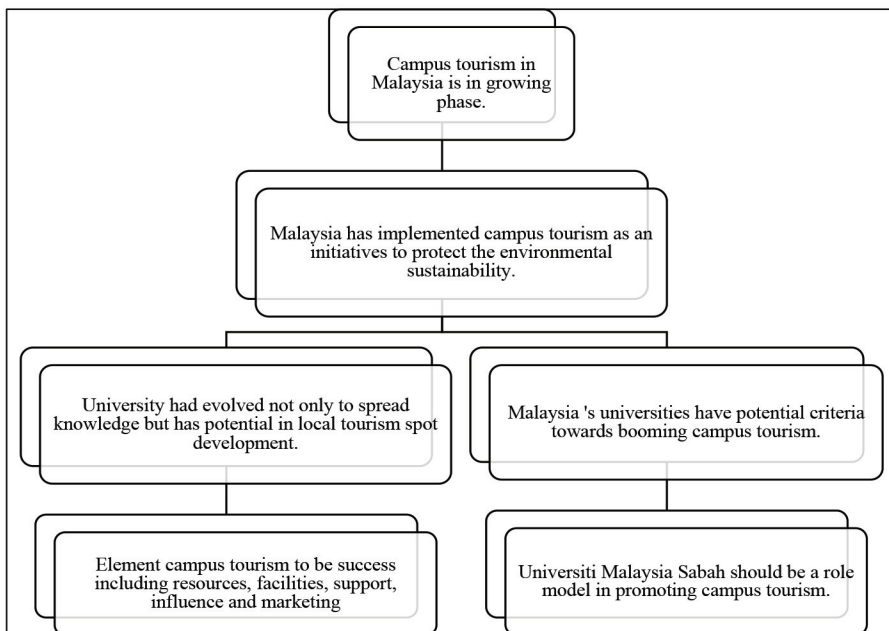 Campus tourism in
Malaysia is in growing
phase.
Malaysia has implemented campus tourism as an
initiatives to protect the environmental
sustainability.
University had evolved not only to spread
knowledge but has potential in local tourism spot
development.
Malaysia 's universities have potential criteria
towards booming campus tourism.
Element campus tourism to be success
including resources, facilities, support,
influence and marketing
Universiti Malaysia Sabah should be a role
model in promoting campus tourism.